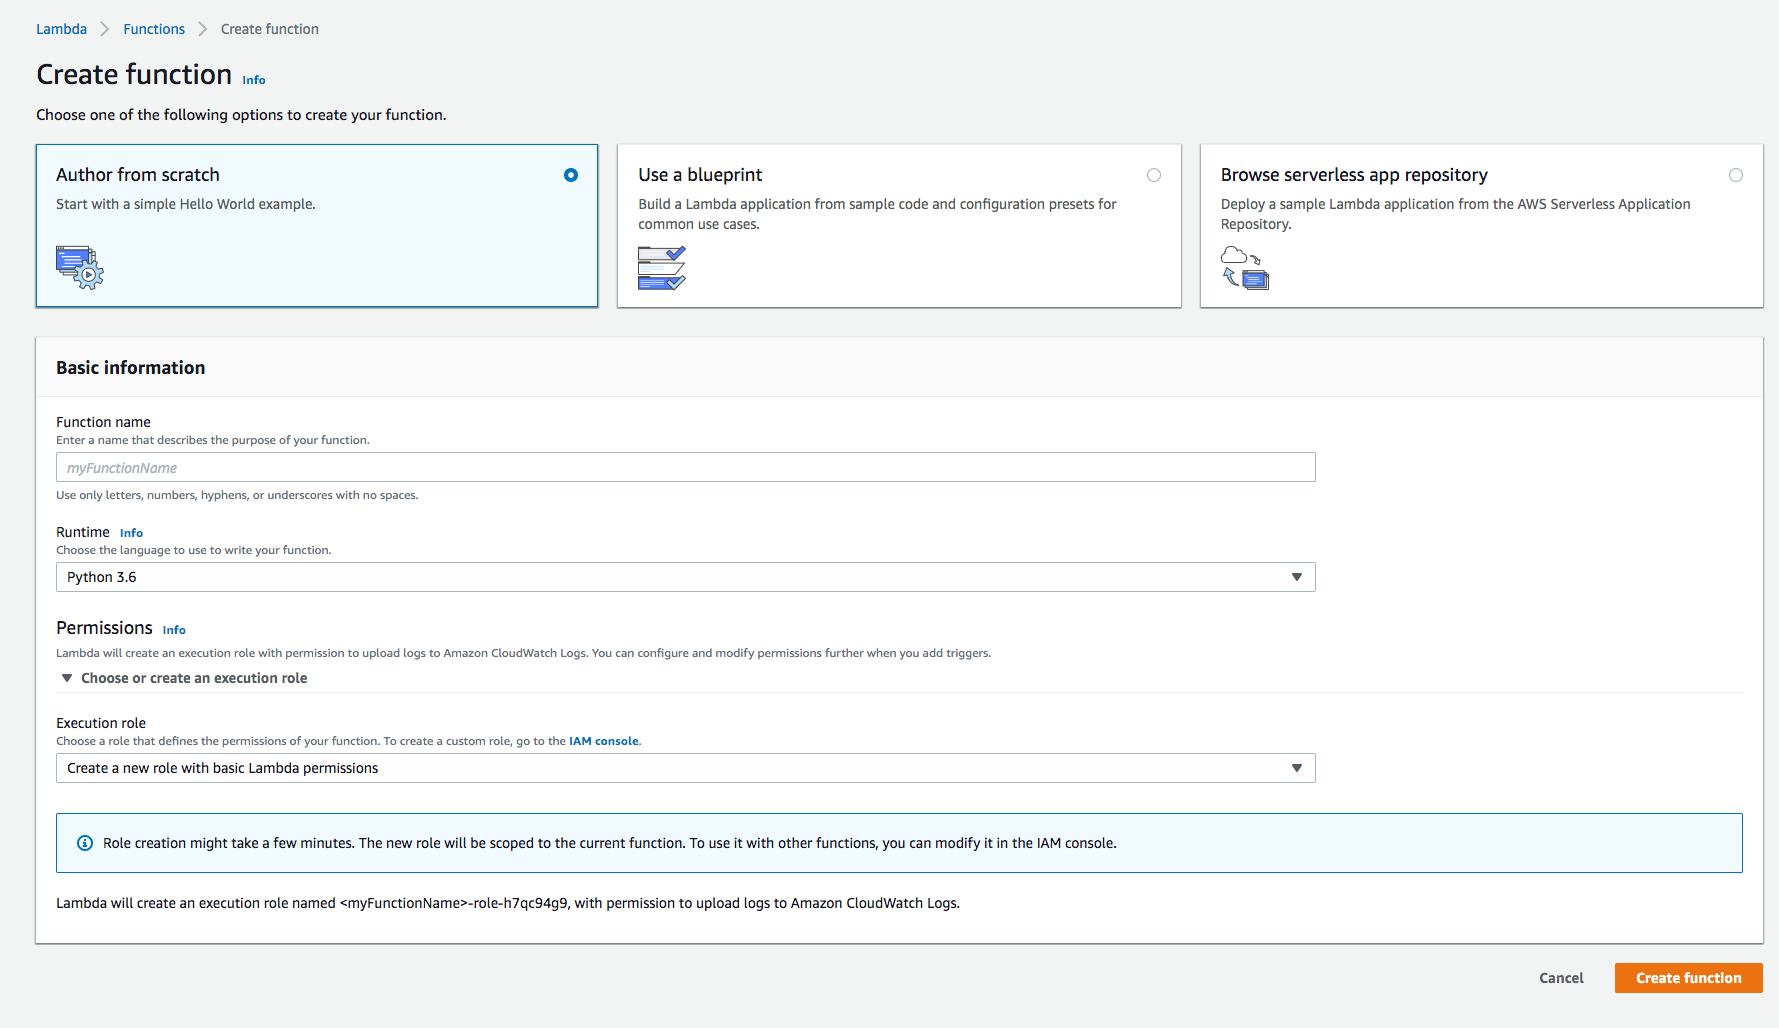 Lambda > Functions > Create function
Create function Info
Choose one of the following options to create your function.
Author from scratch
Start with a simple Hello World example.
Use a blueprint
Build a Lambda application from sample code and configuration presets for
common use cases.
Browse serverless app repository
Deploy a sample Lambda application from the AWS Serverless Application
Repository.
Basic information
Function name
Enter a name that describes the purpose of your function.
myFunctionName
Use only letters, numbers, hyphens, or underscores with no spaces.
Runtime Info
Choose the language to use to write your function.
Python 3.6
Permissions Info
Lambda will create an execution role with permission to upload logs to Amazon CloudWatch Logs. You can configure and modify permissions further when you add triggers.
Choose or create an execution role
Execution role
Choose a role that defines the permissions of your function. To create a custom role, go to the IAM console.
Create a new role with basic Lambda permissions
Role creation might take a few minutes. The new role will be scoped to the current function. To use it with other functions, you can modify it in the IAM console.
Lambda will create an execution role named <myFunctionName>-role-h7qc94g9, with permission to upload logs to Amazon CloudWatch Logs.
Cancel
Create function